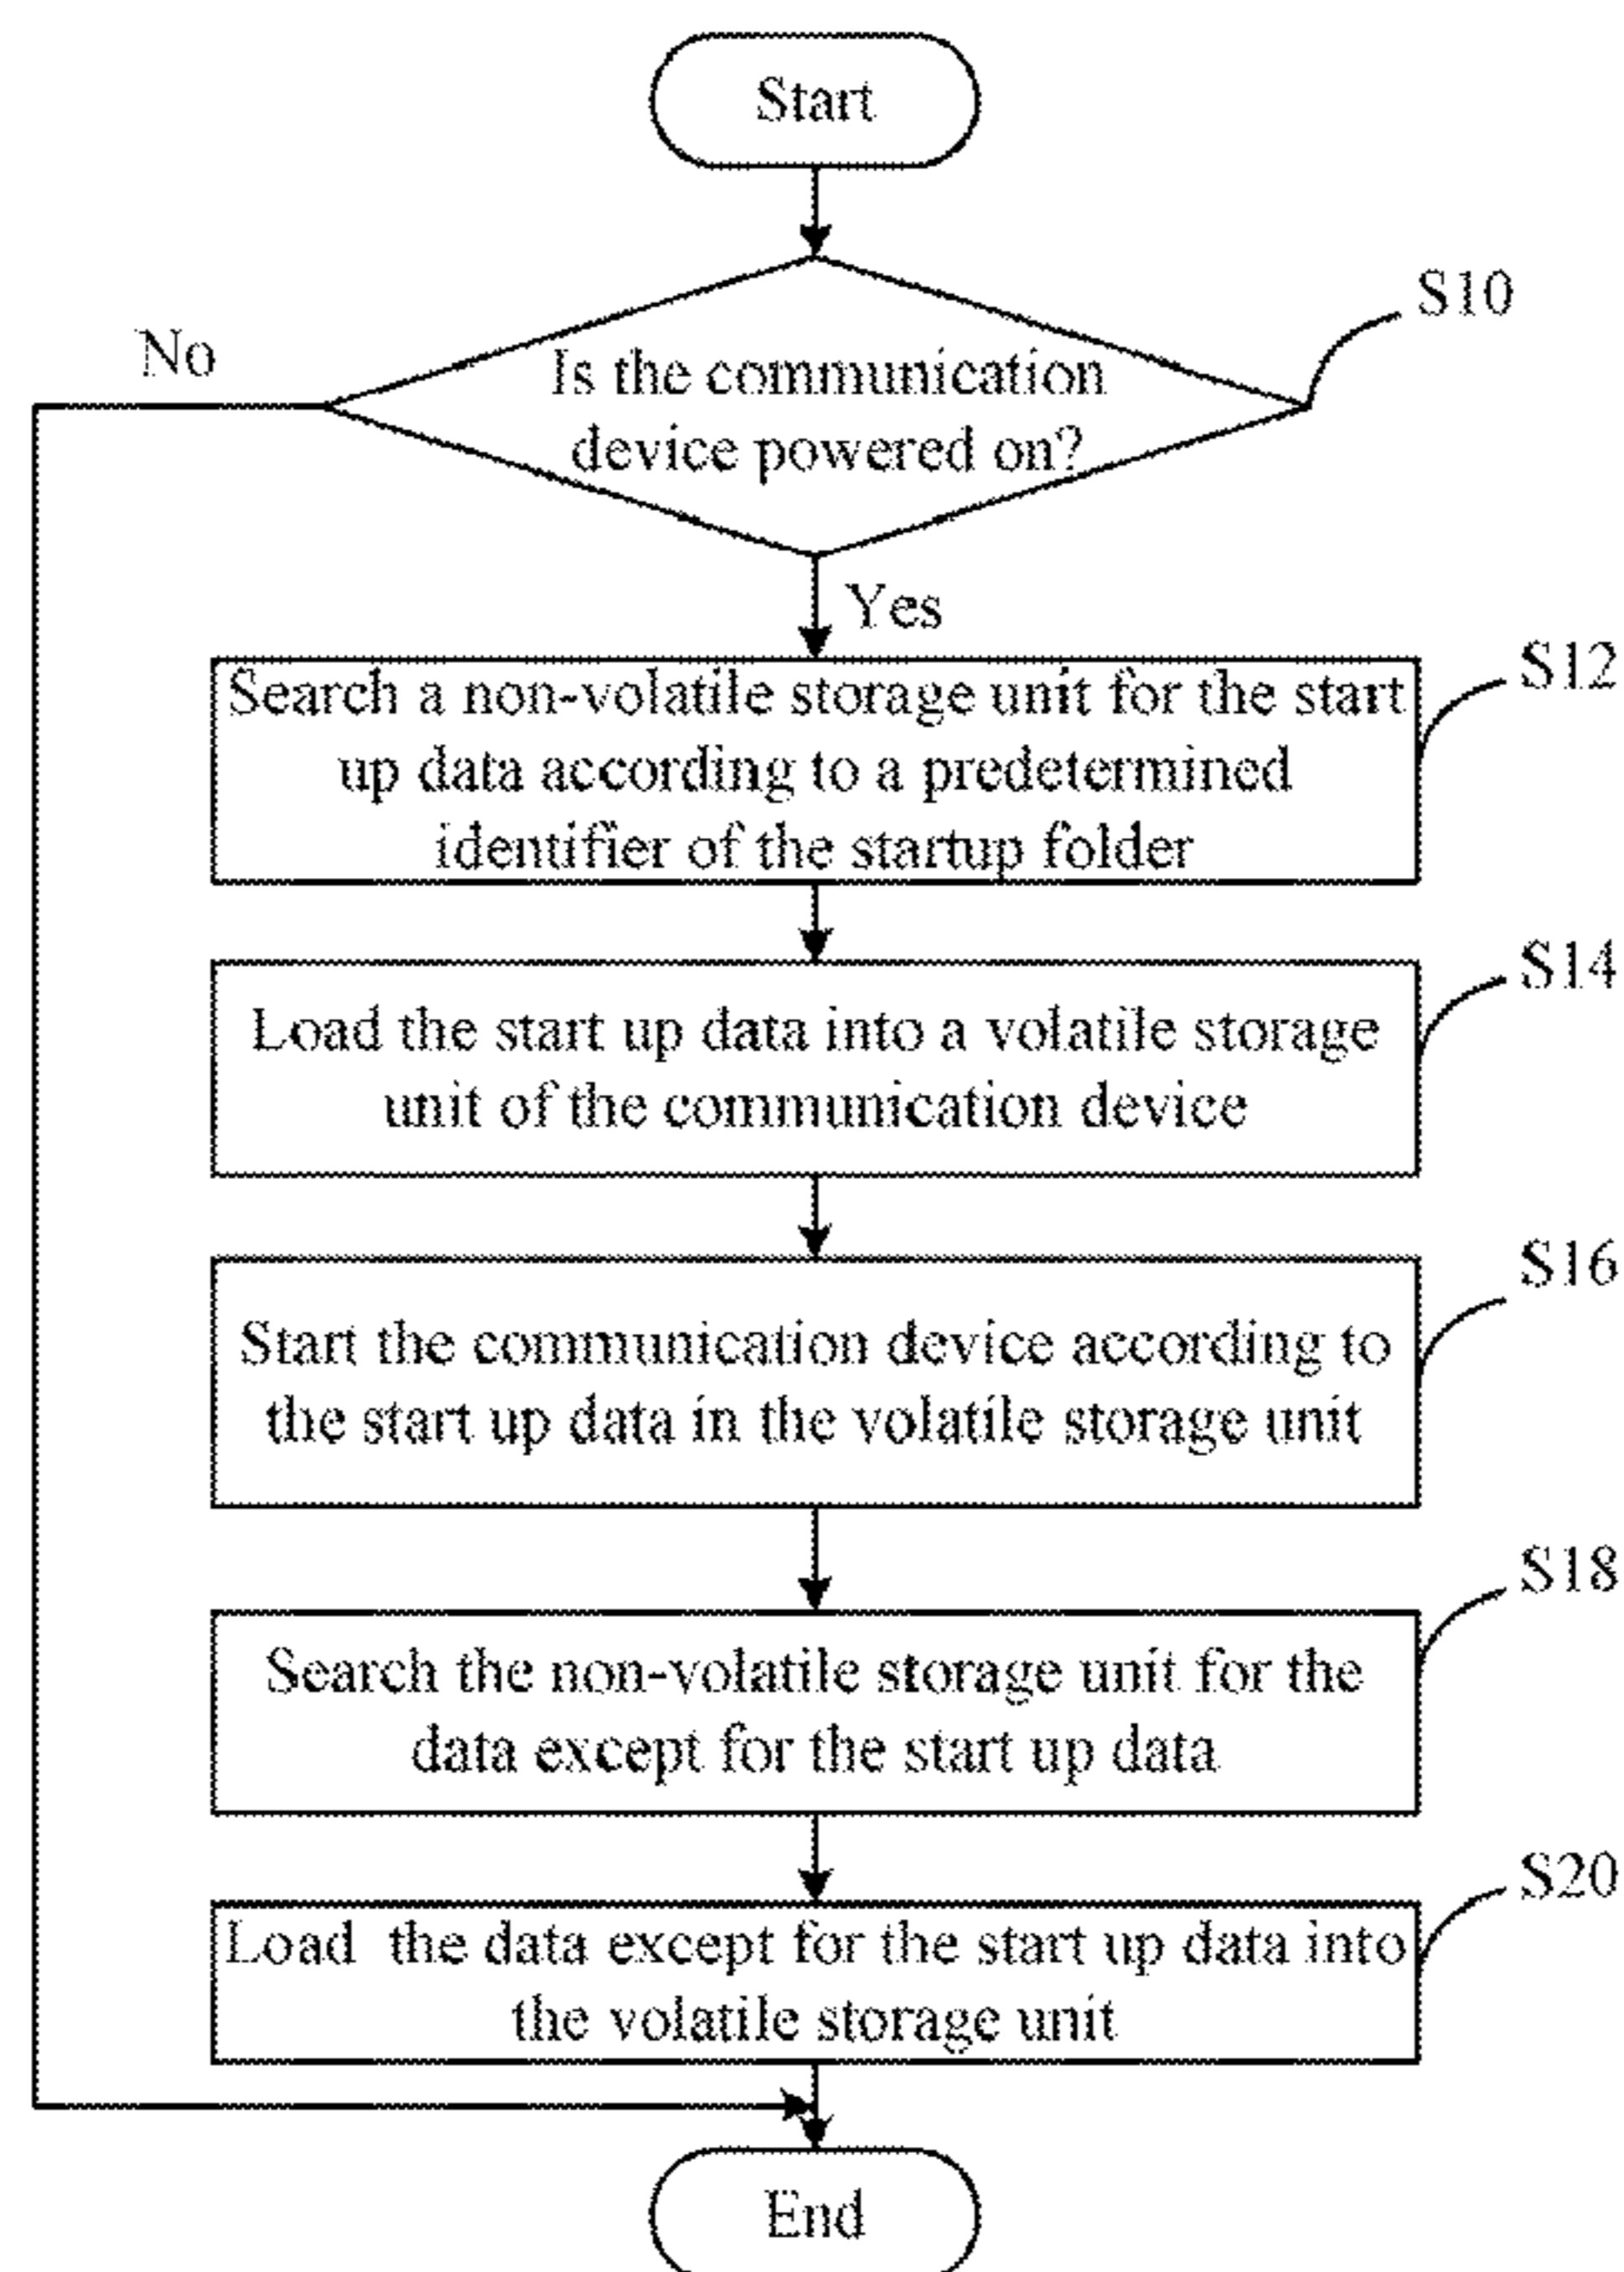 Start
S10
No
Is the communication
device powered on?
Yes
S12
Search a non-volatile storage unit for the start
up data according to a predetermined
identifier of the startup folder
S14
Load the start up data into a volatile storage
unit of the communication device
S16
Start the communication device according to
the start up data in the volatile storage unit
S18
Search the non-volatile storage unit for the
data except for the start up data
S20
Load the data except for the start up data into
the volatile storage unit
End